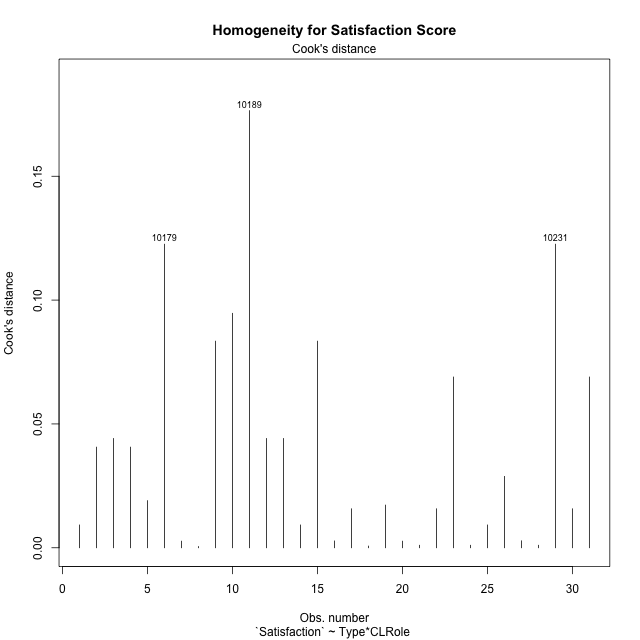 Homogeneity for Satisfaction Score
Cook's distance
10189
10179
10231
Cook's distance
0.15
0.10
0.05
0.00
0 5 10 15 20 25 30
Obs. number
`Satisfaction` ~ Type*CLRole